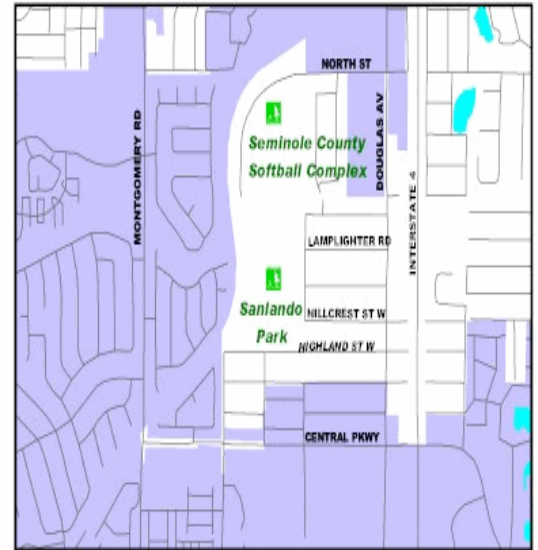 NORTH ST
MONTGOMERY RD
DOUGLAS AV
Seminole County
Softball Complex
INTERSTATE 4
LAMPLIGHTER RD
Sanlando
Park
HILLCREST ST W
HIGHLAND ST W
CENTRAL PKWY